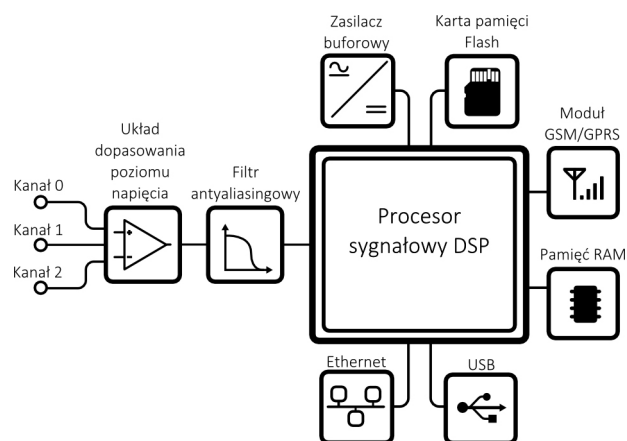 Zasilacz
buforowy
Karta pamięci
Flash
Układ
dopasowania
poziomu
napięcia
Filtr
antyaliasingowy
Moduł
GSM/GPRS
Kanał 0
Kanał 1
Kanał 2
Procesor
sygnałowy DSP
Pamięć RAM
Ethernet
USB